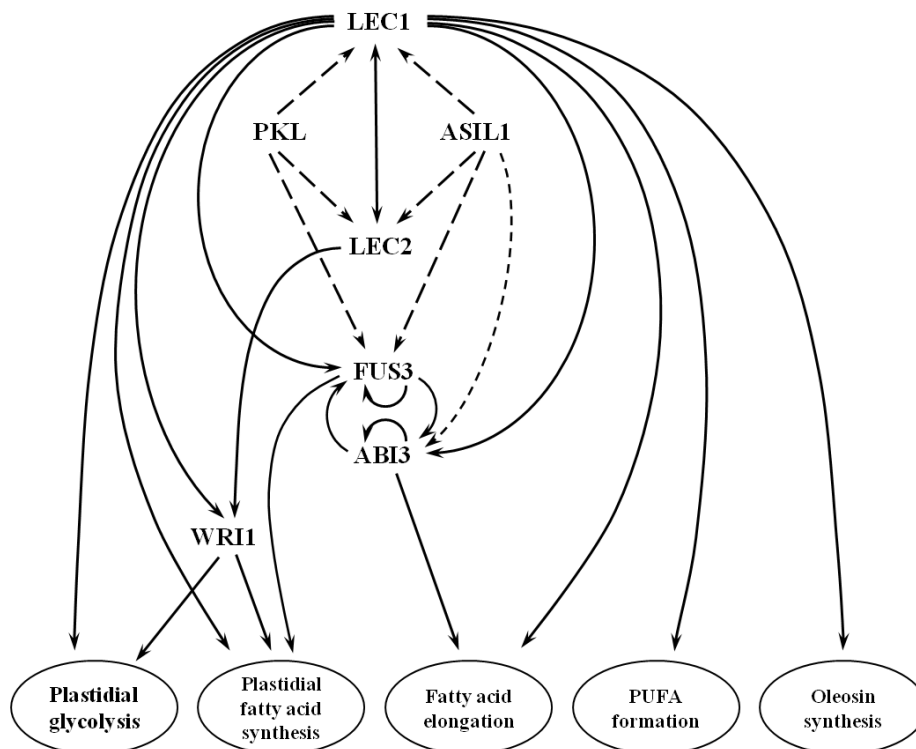 LEC1
PKL
ASIL1
LEC2
FUS3
ABI3
WRI1
Plastidial
glycolysis
Plastidial
fatty acid
synthesis
Fatty acid
elongation
PUFA
formation
Oleosin
synthesis